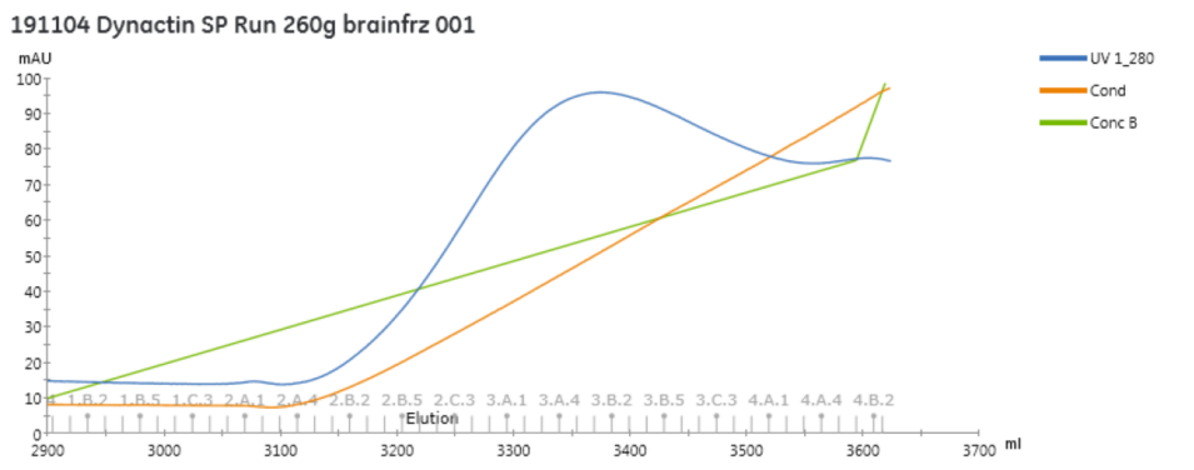 191104 Dynactin SP Run 260g brainfrz 001
mAU
UV 1_280
Cond
Conc B
100
90
80
70
60
50
40
30
20
10
0
1.B.2 1.B.5 1.C.3 2.A.1 2.A.4 2.B.2 2.B.5 2.C.3 3.A.1 3.A.4 3.B.2 3.B.5 3.C.3 4.A.1 4.A.4 4.B.2
Elution
2900 3000 3100 3200 3300 3400 3500 3600 3700 ml